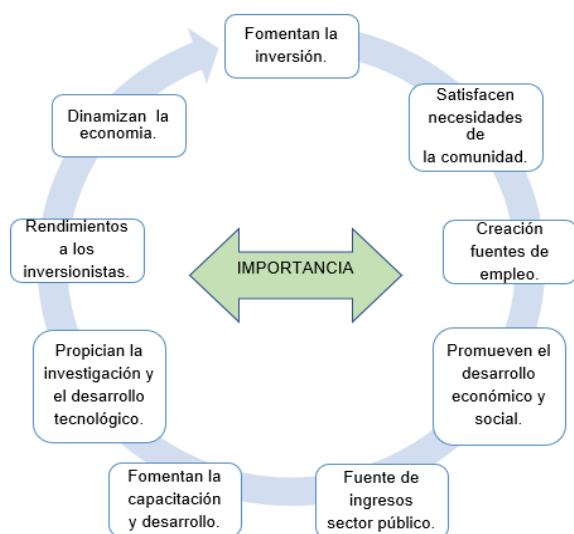 Fomentan la
inversión.
Satisfacen
necesidades
de
la comunidad.
Creación
fuentes de
empleo.
Promueven el
desarrollo
económico y
social.
Fuente de
ingresos
sector público.
Fomentan la
capacitación
y desarrollo.
Propician la
investigación y
el desarrollo
tecnológico.
Rendimientos
a los
inversionistas.
Dinamizan la
economia.
IMPORTANCIA